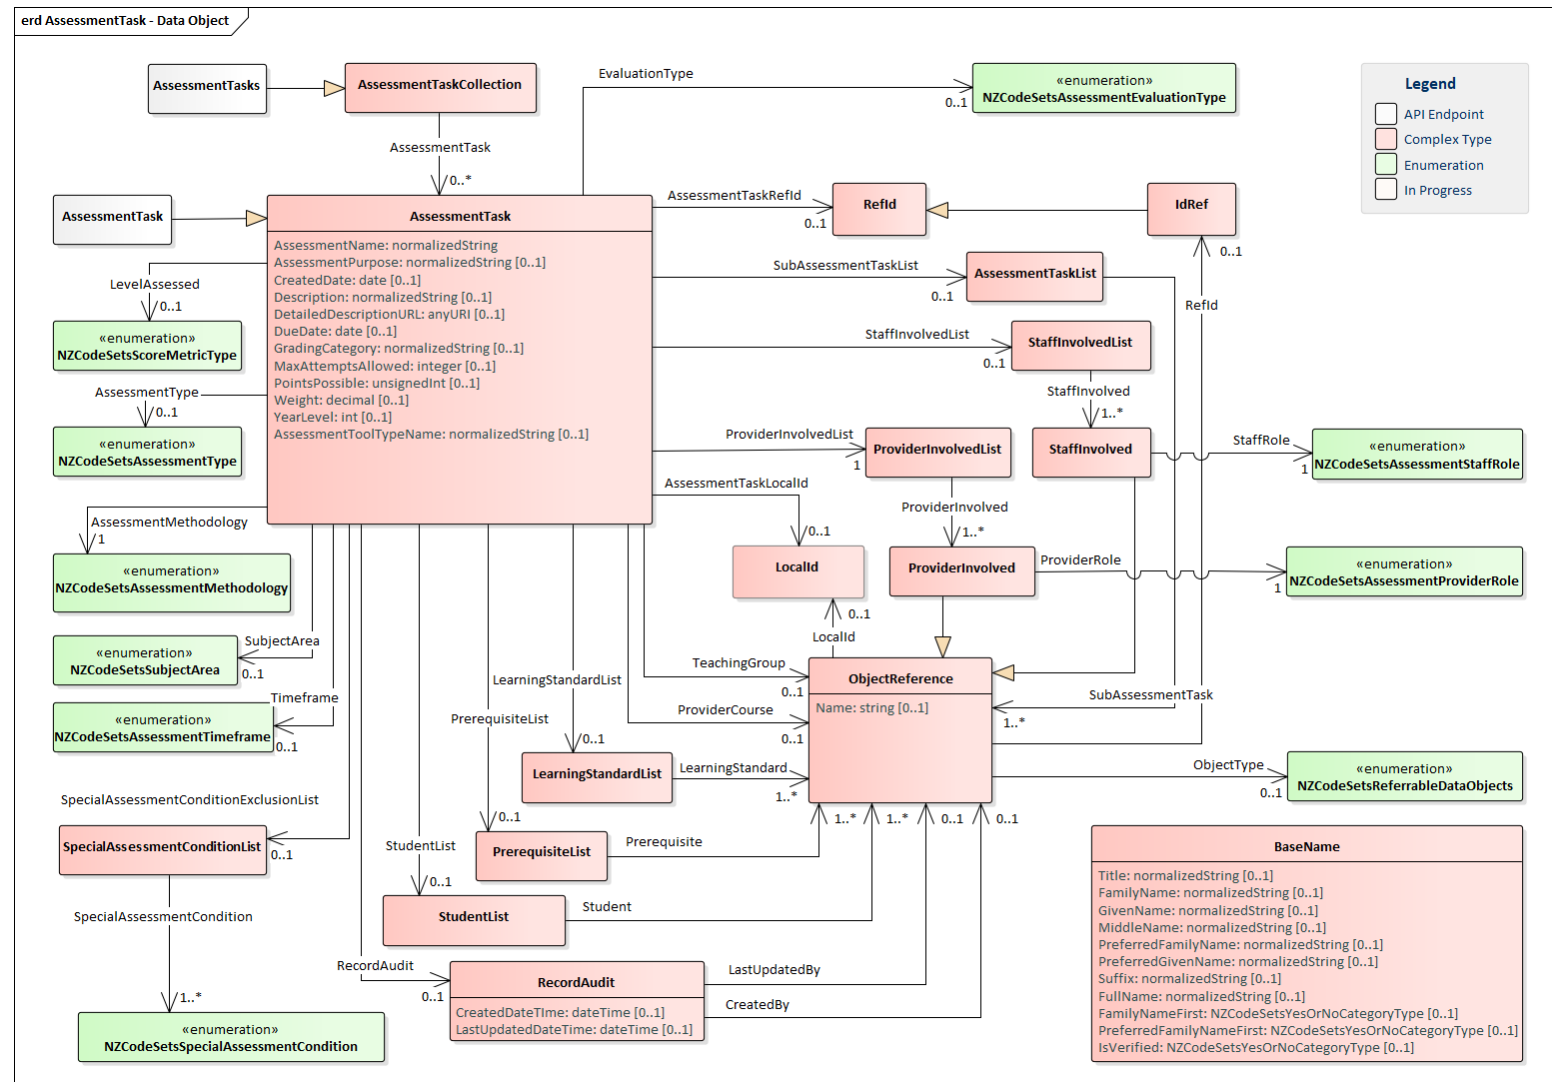 erd AssessmentTask - Data Object
AssessmentTasks
AssessmentTaskCollection
EvaluationType
0..1
«enumeration»
NZCodeSetsAssessmentEvaluationType
Legend
API Endpoint
Complex Type
Enumeration
In Progress
AssessmentTask
0..*
AssessmentTask
AssessmentTask
AssessmentName: normalizedString
AssessmentPurpose: normalizedString [0..1]
CreatedDate: date [0..1]
Description: normalizedString [0..1]
DetailedDescriptionURL: anyURI [0..1]
DueDate: date [0..1]
GradingCategory: normalizedString [0..1]
MaxAttemptsAllowed: integer [0..1]
PointsPossible: unsignedInt [0..1]
Weight: decimal [0..1]
YearLevel: int [0..1]
AssessmentToolTypeName: normalizedString [0..1]
AssessmentTaskRefId
0..1
RefId
IdRef
0..1
RefId
SubAssessmentTaskList
0..1
AssessmentTaskList
StaffInvolvedList
0..1
StaffInvolvedList
StaffInvolved
1..*
StaffInvolved
StaffRole
1
«enumeration»
NZCodeSetsAssessmentStaffRole
LevelAssessed
0..1
«enumeration»
NZCodeSetsScoreMetricType
AssessmentType
0..1
«enumeration»
NZCodeSetsAssessmentType
ProviderInvolvedList
1
ProviderInvolvedList
ProviderInvolved
1..*
ProviderInvolved
ProviderRole
1
«enumeration»
NZCodeSetsAssessmentProviderRole
AssessmentTaskLocalId
0..1
LocalId
0..1
LocalId
AssessmentMethodology
1
«enumeration»
NZCodeSetsAssessmentMethodology
SubjectArea
0..1
«enumeration»
NZCodeSetsSubjectArea
Timeframe
0..1
«enumeration»
NZCodeSetsAssessmentTimeframe
TeachingGroup
0..1
ObjectReference
Name: string [0..1]
SubAssessmentTask
1..*
ProviderCourse
0..1
LearningStandardList
0..1
LearningStandardList
LearningStandard
1..*
ObjectType
0..1
«enumeration»
NZCodeSetsReferrableDataObjects
PrerequisiteList
0..1
PrerequisiteList
Prerequisite
1..*
1..*
0..1
0..1
SpecialAssessmentConditionExclusionList
0..1
SpecialAssessmentConditionList
SpecialAssessmentCondition
1..*
«enumeration»
NZCodeSetsSpecialAssessmentCondition
StudentList
0..1
StudentList
Student
RecordAudit
0..1
RecordAudit
CreatedDateTIme: dateTime [0..1]
LastUpdatedDateTime: dateTime [0..1]
LastUpdatedBy
CreatedBy
BaseName
Title: normalizedString [0..1]
FamilyName: normalizedString [0..1]
GivenName: normalizedString [0..1]
MiddleName: normalizedString [0..1]
PreferredFamilyName: normalizedString [0..1]
PreferredGivenName: normalizedString [0..1]
Suffix: normalizedString [0..1]
FullName: normalizedString [0..1]
FamilyNameFirst: NZCodeSetsYesOrNoCategoryType [0..1]
PreferredFamilyNameFirst: NZCodeSetsYesOrNoCategoryType [0..1]
IsVerified: NZCodeSetsYesOrNoCategoryType [0..1]